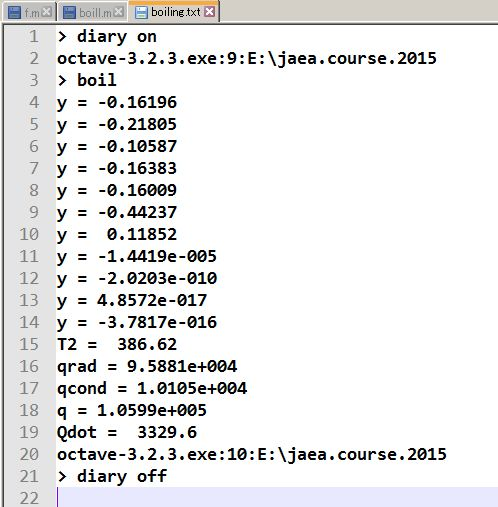 f.m boill.m boiling.txt
1 > diary on
2 octave-3.2.3.exe:9:E:\jaea.course.2015
3 > boil
4 y = -0.16196
5 y = -0.21805
6 y = -0.10587
7 y = -0.16383
8 y = -0.16009
9 y = -0.44237
10 y =  0.11852
11 y = -1.4419e-005
12 y = -2.0203e-010
13 y = 4.8572e-017
14 y = -3.7817e-016
15 T2 =  386.62
16 qrad = 9.5881e+004
17 qcond = 1.0105e+004
18 q = 1.0599e+005
19 Qdot =  3329.6
20 octave-3.2.3.exe:10:E:\jaea.course.2015
21 > diary off
22